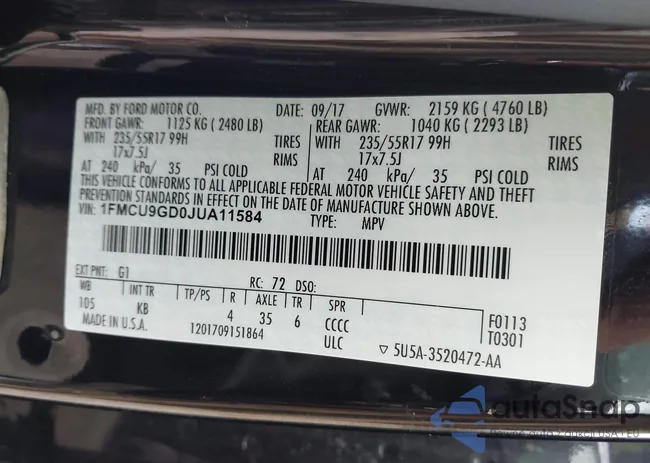 MFD. BY FORD MOTOR CO. DATE: 09/17 GVWR: 2159 KG ( 4760 LB)
FRONT GAWR: 1125 KG ( 2480 LB) REAR GAWR: 1040 KG ( 2293 LB)
WITH 235/55R17 99H TIRES WITH 235/55R17 99H TIRES
17x7.5J RIMS 17x7.5J RIMS
AT 240 kPa/ 35 PSI COLD AT 240 kPa/ 35 PSI COLD
THIS VEHICLE CONFORMS TO ALL APPLICABLE FEDERAL MOTOR VEHICLE SAFETY AND THEFT
PREVENTION STANDARDS IN EFFECT ON THE DATE OF MANUFACTURE SHOWN ABOVE.
VIN: 1FMCU9GD0JUA11584 TYPE: MPV
EXT PNT: G1 RC: 72 DSO:
WB INT TR TP/PS R AXLE TR SPR
105 KB 4 35 6 CCCC F0113
MADE IN U.S.A. 1201709151864 ULC T0301
▽ 5U5A-3520472-AA
autoSnap